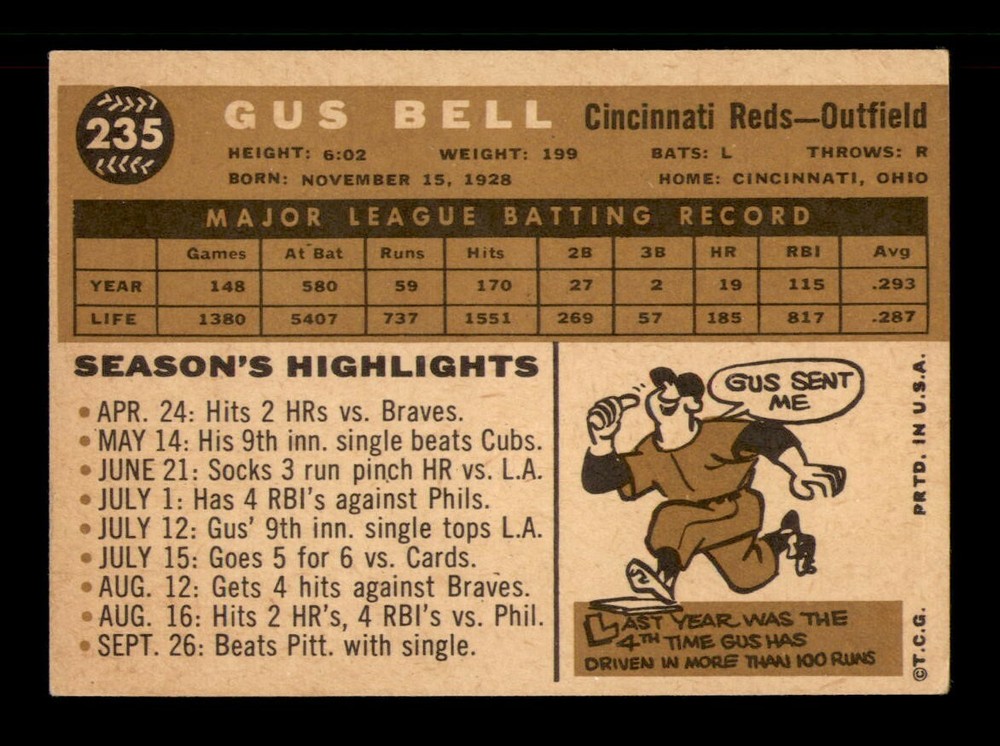 235
GUS BELL Cincinnati Reds—Outfield
HEIGHT: 6:02 WEIGHT: 199 BATS: L THROWS: R
BORN: NOVEMBER 15, 1928 HOME: CINCINNATI, OHIO
MAJOR LEAGUE BATTING RECORD
Games At Bat Runs Hits 2B 3B HR RBI Avg
YEAR 148 580 59 170 27 2 19 115 .293
LIFE 1380 5407 737 1551 269 57 185 817 .287
SEASON'S HIGHLIGHTS
• APR. 24: Hits 2 HRs vs. Braves.
• MAY 14: His 9th inn. single beats Cubs.
• JUNE 21: Socks 3 run pinch HR vs. L.A.
• JULY 1: Has 4 RBI's against Phils.
• JULY 12: Gus' 9th inn. single tops L.A.
• JULY 15: Goes 5 for 6 vs. Cards.
• AUG. 12: Gets 4 hits against Braves.
• AUG. 16: Hits 2 HR's, 4 RBI's vs. Phil.
• SEPT. 26: Beats Pitt. with single.
GUS SENT
ME
LAST YEAR WAS THE
4TH TIME GUS HAS
DRIVEN IN MORE THAN 100 RUNS
©T.C.G. PRTD. IN U.S.A.